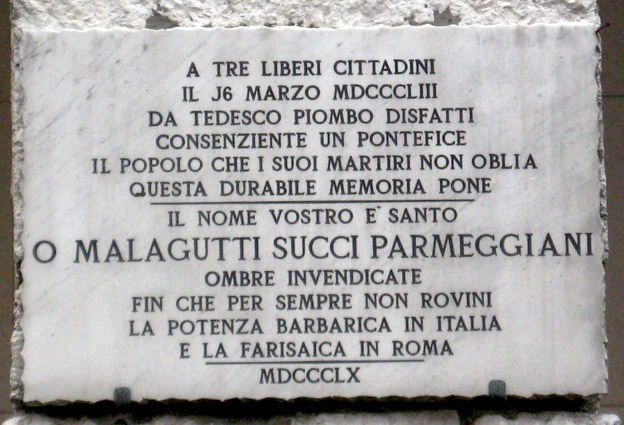 A TRE LIBERI CITTADINI
IL J6 MARZO MDCCCLIII
DA TEDESCO PIOMBO DISFATTI
CONSENZIENTE UN PONTEFICE
IL POPOLO CHE I SUOI MARTIRI NON OBLIA
QUESTA DURABILE MEMORIA PONE
IL NOME VOSTRO E` SANTO
O MALAGUTTI SUCCI PARMEGGIANI
OMBRE INVENDICATE
FIN CHE PER SEMPRE NON ROVINI
LA POTENZA BARBARICA IN ITALIA
E LA FARISAICA IN ROMA
MDCCCLX